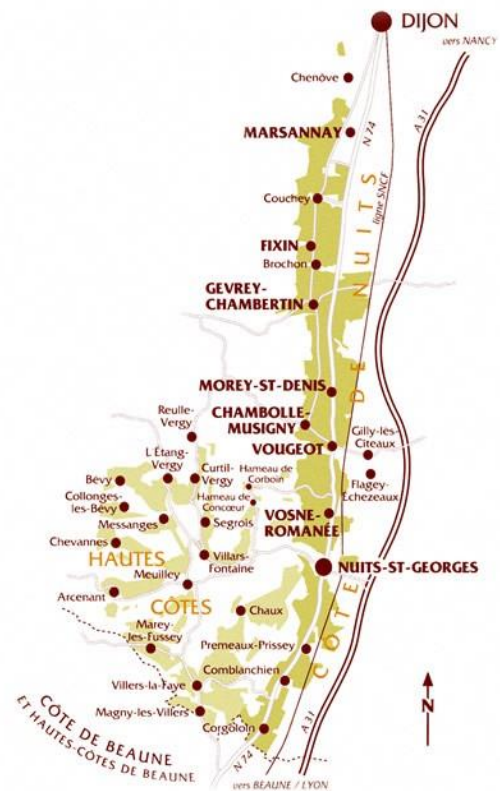 DIJON
vers NANCY
Chenôve
MARSANNAY
N 74
A 31
Couchey
ligne SNCF
FIXIN
Brochon
GEVREY-
CHAMBERTIN
CÔTE DE NUITS
MOREY-ST-DENIS
CHAMBOLLE-
MUSIGNY
Reulle-
Vergy
VOUGEOT
Gilly-lès-
Citeaux
L'Étang-
Vergy
Curtil-
Vergy
Hameau de
Corboin
Bévy
Flagey-
Echezeaux
Collonges-
les-Bévy
Hameau de
Concœur
Messanges
Segrois
VOSNE-
ROMANÉE
Chevannes
HAUTES
Villars-
Fontaine
NUITS-ST-GEORGES
Meuilley
Arcenant
CÔTES
Chaux
Marey-
les-Fussey
Premeaux-Prissey
Comblanchien
Villers-la-Faye
Magny-les-Villers
Corgoloin
N
CÔTE DE BEAUNE
ET HAUTES-CÔTES DE BEAUNE
N 74
A 31
vers BEAUNE / LYON